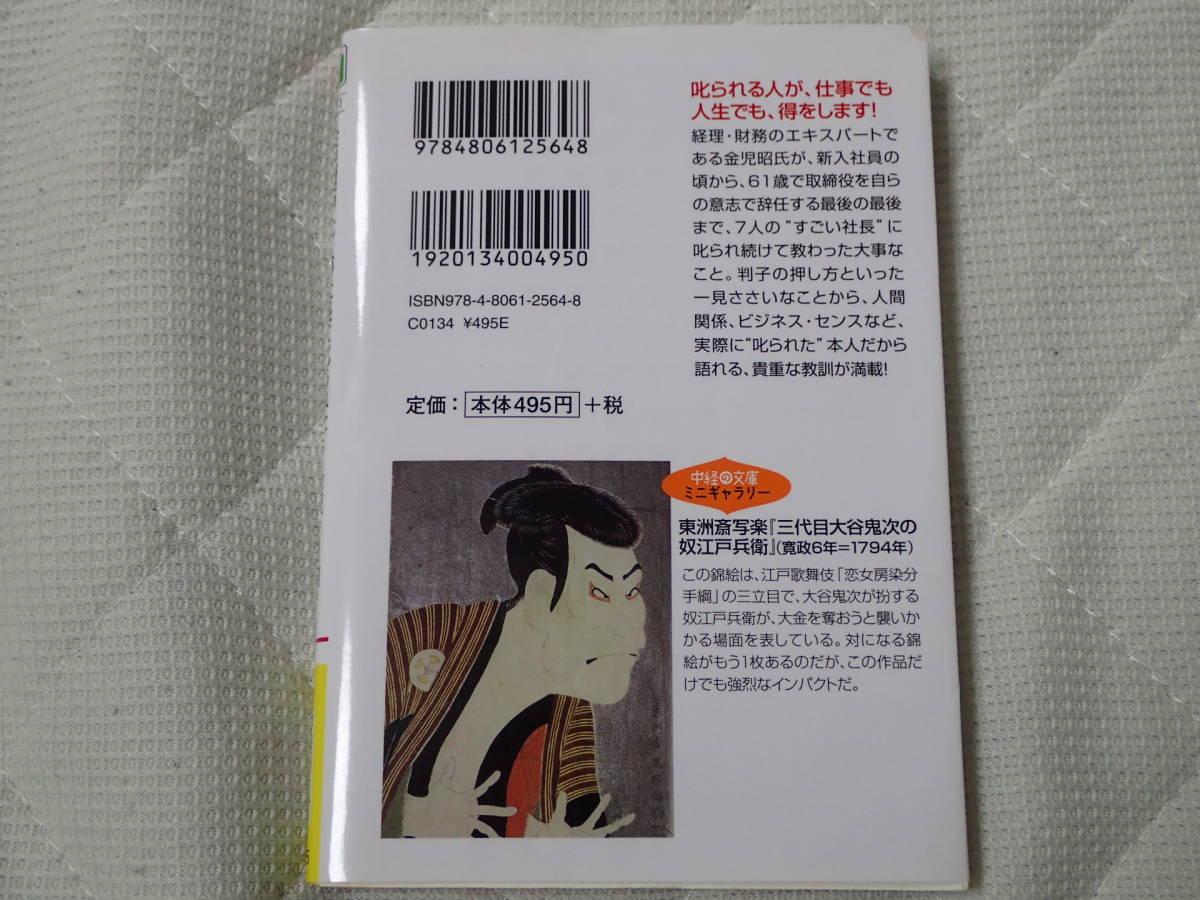 9784806125648
1920134004950
ISBN978-4-8061-2564-8
C0134 ¥495E
定価：本体495円＋税
叱られる人が、仕事でも
人生でも、得をします！
経理・財務のエキスパートで
ある金児昭氏が、新入社員の
頃から、61歳で取締役を自ら
の意志で辞任する最後の最後
まで、7人の“すごい社長”に
叱られ続けて教わった大事な
こと。判子の押し方といった
一見ささいなことから、人間
関係、ビジネス・センスなど、
実際に“叱られた”本人だから
語れる、貴重な教訓が満載！
中経の文庫
ミニギャラリー
東洲斎写楽『三代目大谷鬼次の
奴江戸兵衛』（寛政6年＝1794年）
この錦絵は、江戸歌舞伎「恋女房染分
手綱」の三立目で、大谷鬼次が扮する
奴江戸兵衛が、大金を奪おうと襲いか
かる場面を表している。対になる錦
絵がもう1枚あるのだが、この作品だ
けでも強烈なインパクトだ。